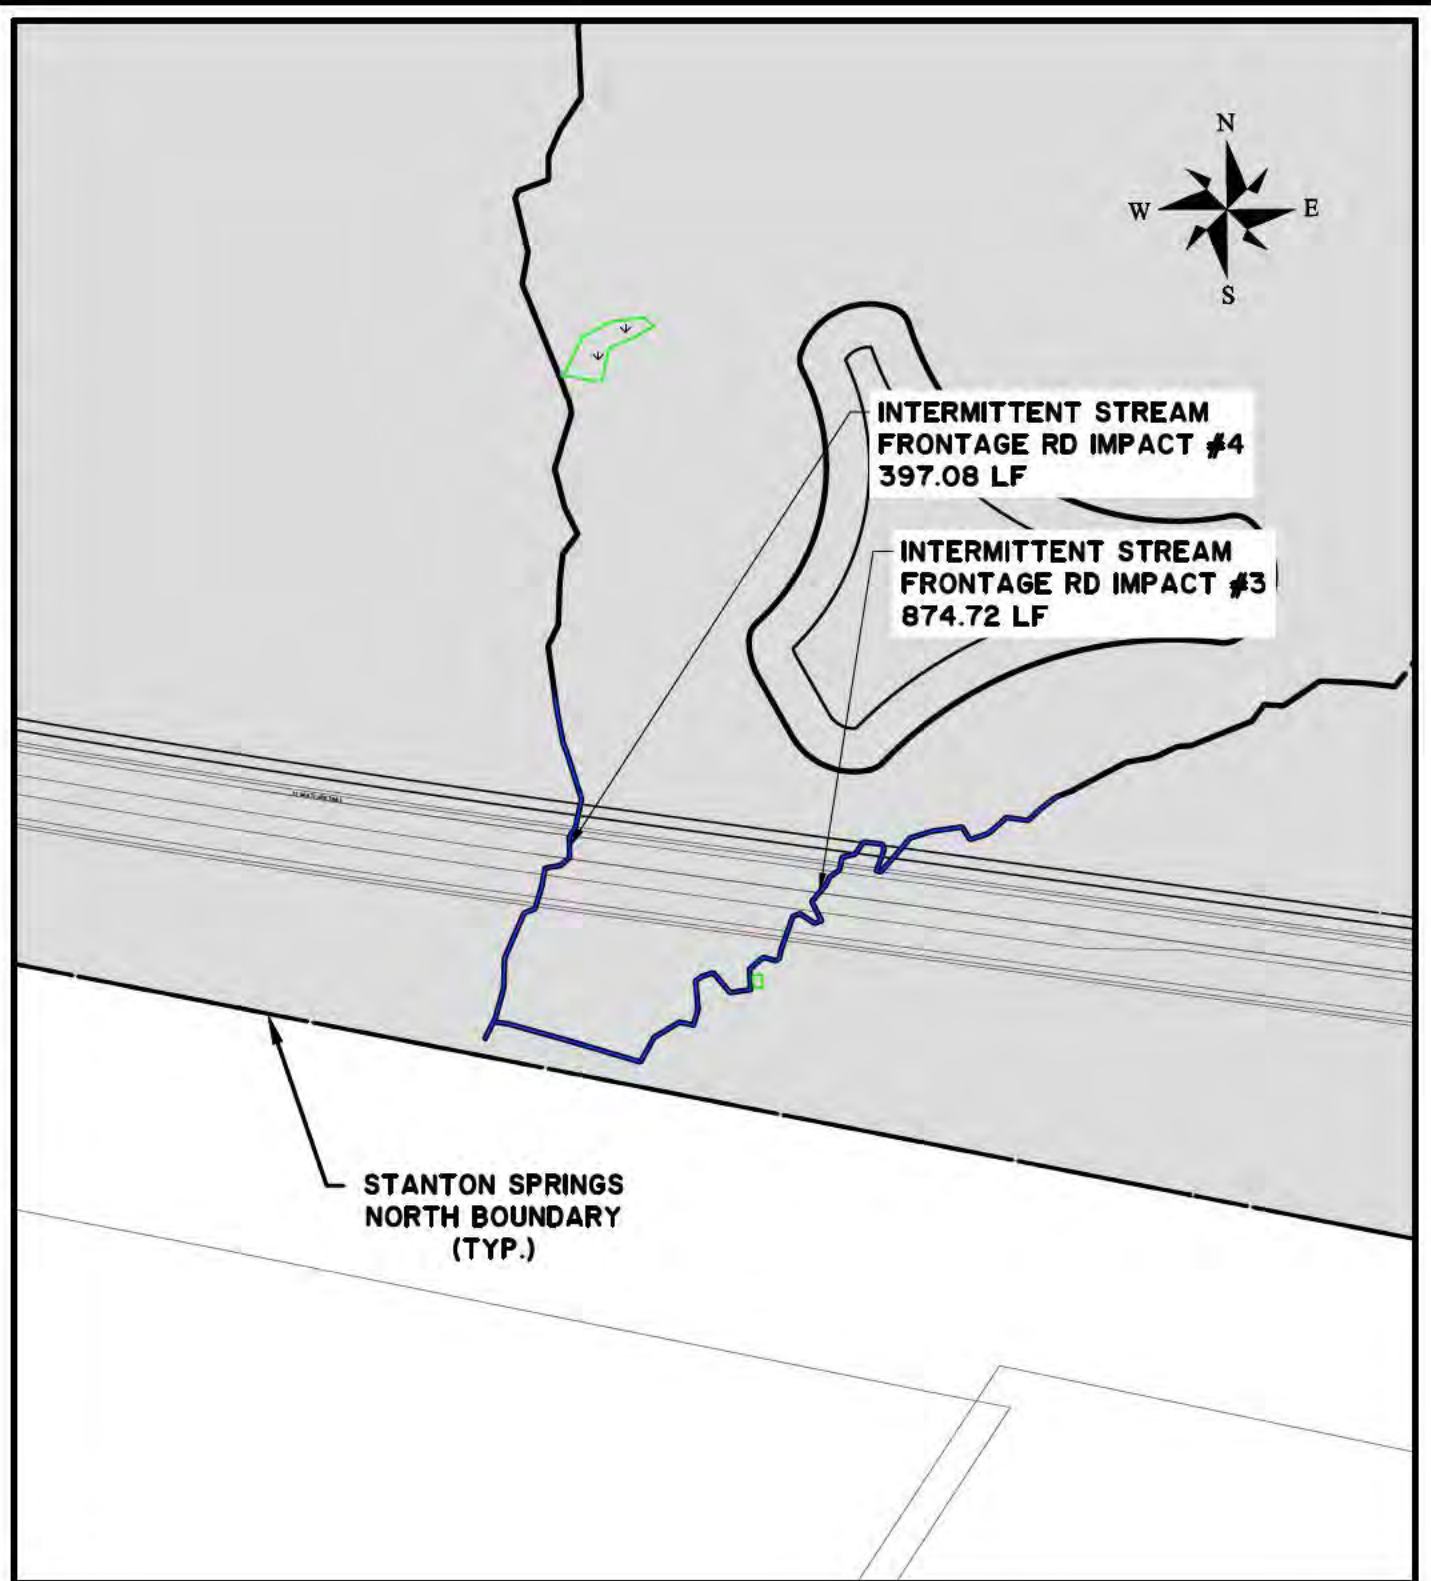 N
W E
S
INTERMITTENT STREAM
FRONTAGE RD IMPACT #4
397.08 LF
INTERMITTENT STREAM
FRONTAGE RD IMPACT #3
874.72 LF
STANTON SPRINGS
NORTH BOUNDARY
(TYP.)